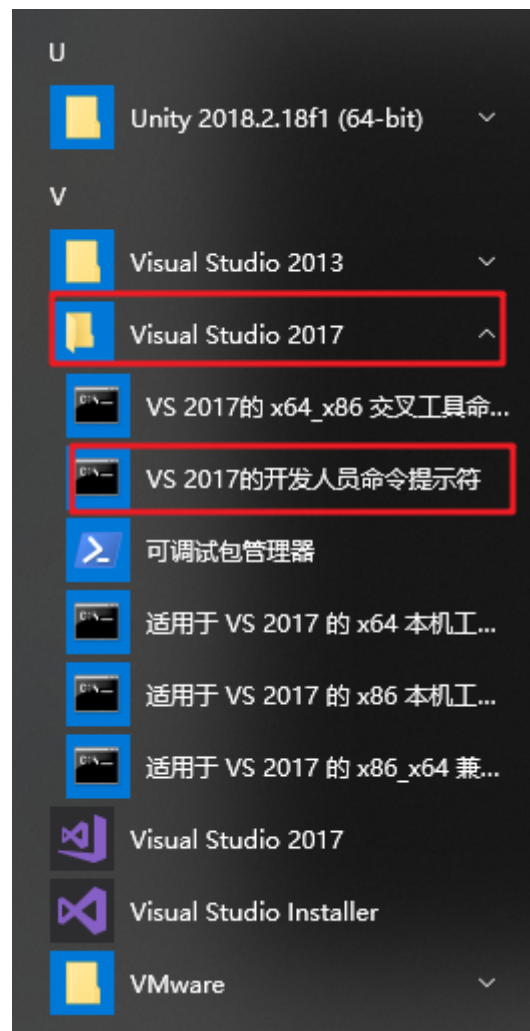 U
Unity 2018.2.18f1 (64-bit)
V
Visual Studio 2013
Visual Studio 2017
VS 2017的 x64_x86 交叉工具命...
VS 2017的开发人员命令提示符
可调试包管理器
适用于 VS 2017 的 x64 本机工...
适用于 VS 2017 的 x86 本机工...
适用于 VS 2017 的 x86_x64 兼...
Visual Studio 2017
Visual Studio Installer
VMware